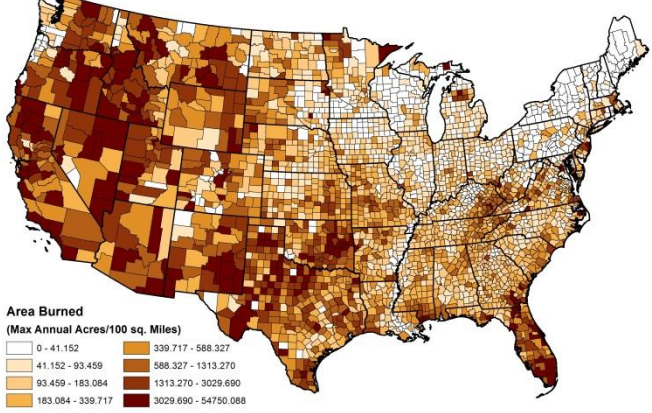 Area Burned
(Max Annual Acres/100 sq. Miles)
0 - 41.152
41.152 - 93.459
93.459 - 183.084
183.084 - 339.717
339.717 - 588.327
588.327 - 1313.270
1313.270 - 3029.690
3029.690 - 54750.088